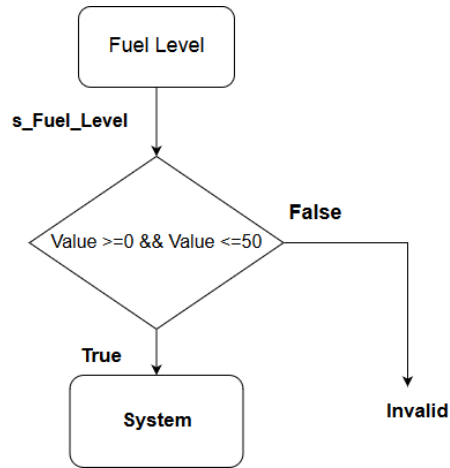 Fuel Level
s_Fuel_Level
Value >=0 && Value <=50
False
True
System
Invalid